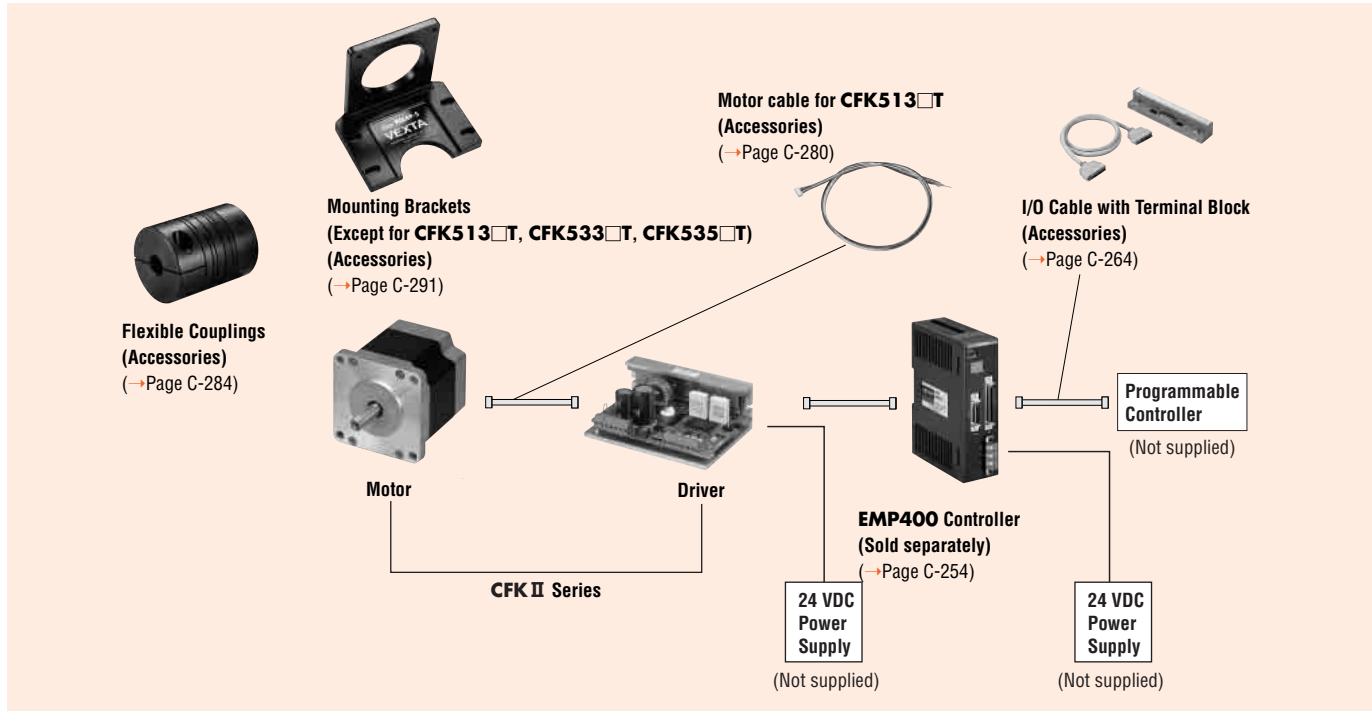 Motor cable for CFK513□T
(Accessories)
(→Page C-280)
VEXTA
I/O Cable with Terminal Block
(Accessories)
(→Page C-264)
Mounting Brackets
(Except for CFK513□T, CFK533□T, CFK535□T)
(Accessories)
(→Page C-291)
Flexible Couplings
(Accessories)
(→Page C-284)
Programmable
Controller
(Not supplied)
Motor
Driver
EMP400 Controller
(Sold separately)
(→Page C-254)
CFKⅡ Series
24 VDC
Power
Supply
(Not supplied)
24 VDC
Power
Supply
(Not supplied)